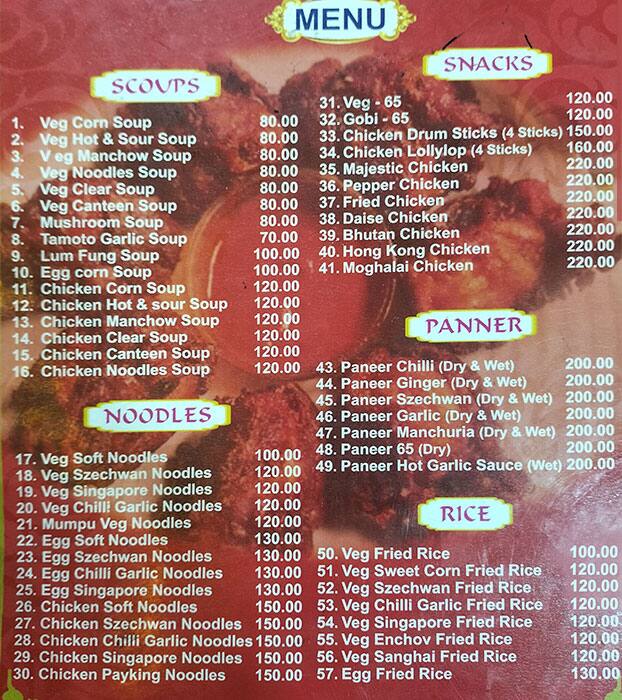 MENU
SCOUPS
1. Veg Corn Soup 80.00
2. Veg Hot & Sour Soup 80.00
3. V eg Manchow Soup 80.00
4. Veg Noodles Soup 80.00
5. Veg Clear Soup 80.00
6. Veg Canteen Soup 80.00
7. Mushroom Soup 80.00
8. Tamoto Garlic Soup 70.00
9. Lum Fung Soup 100.00
10. Egg corn Soup 100.00
11. Chicken Corn Soup 120.00
12. Chicken Hot & sour Soup 120.00
13. Chicken Manchow Soup 120.00
14. Chicken Clear Soup 120.00
15. Chicken Canteen Soup 120.00
16. Chicken Noodles Soup 120.00
NOODLES
17. Veg Soft Noodles 100.00
18. Veg Szechwan Noodles 120.00
19. Veg Singapore Noodles 120.00
20. Veg Chilli Garlic Noodles 120.00
21. Mumpu Veg Noodles 120.00
22. Egg Soft Noodles 130.00
23. Egg Szechwan Noodles 130.00
24. Egg Chilli Garlic Noodles 130.00
25. Egg Singapore Noodles 130.00
26. Chicken Soft Noodles 150.00
27. Chicken Szechwan Noodles 150.00
28. Chicken Chilli Garlic Noodles 150.00
29. Chicken Singapore Noodles 150.00
30. Chicken Payking Noodles 150.00
SNACKS
31. Veg - 65 120.00
32. Gobi - 65 120.00
33. Chicken Drum Sticks (4 Sticks) 150.00
34. Chicken Lollylop (4 Sticks) 160.00
35. Majestic Chicken 220.00
36. Pepper Chicken 220.00
37. Fried Chicken 220.00
38. Daise Chicken 220.00
39. Bhutan Chicken 220.00
40. Hong Kong Chicken 220.00
41. Moghalai Chicken 220.00
PANNER
43. Paneer Chilli (Dry & Wet) 200.00
44. Paneer Ginger (Dry & Wet) 200.00
45. Paneer Szechwan (Dry & Wet) 200.00
46. Paneer Garlic (Dry & Wet) 200.00
47. Paneer Manchuria (Dry & Wet) 200.00
48. Paneer 65 (Dry) 200.00
49. Paneer Hot Garlic Sauce (Wet) 200.00
RICE
50. Veg Fried Rice 100.00
51. Veg Sweet Corn Fried Rice 120.00
52. Veg Szechwan Fried Rice 120.00
53. Veg Chilli Garlic Fried Rice 120.00
54. Veg Singapore Fried Rice 120.00
55. Veg Enchov Fried Rice 120.00
56. Veg Sanghai Fried Rice 120.00
57. Egg Fried Rice 130.00